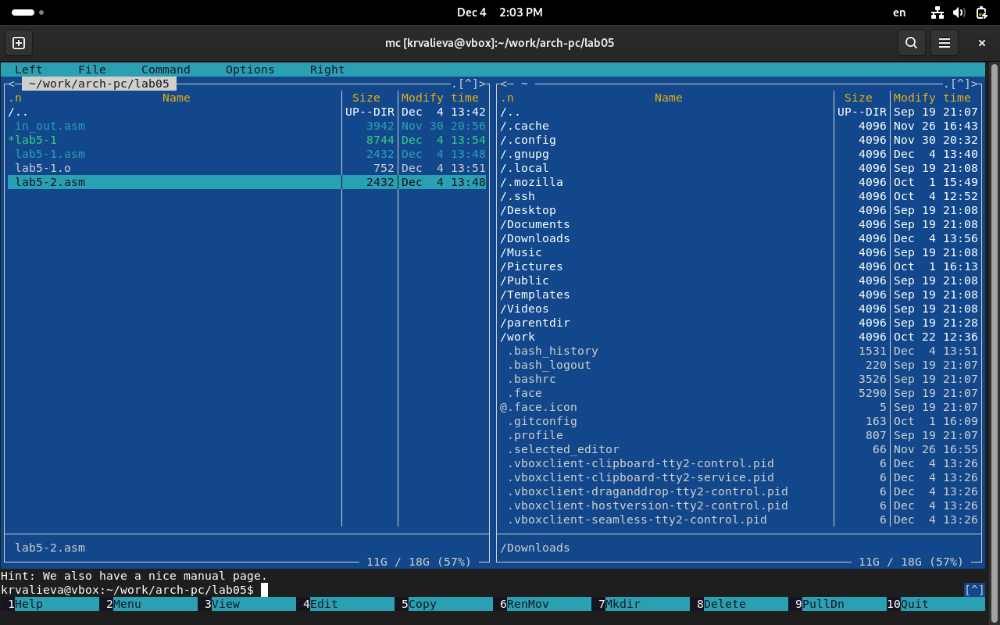 Dec 4 2:03 PM en
mc [krvalieva@vbox]:~/work/arch-pc/lab05
Left File Command Options Right
<─ ~/work/arch-pc/lab05 .[^]>
.n Name Size Modify time
/.. UP--DIR Dec 4 13:42
in_out.asm 3942 Nov 30 20:56
*lab5-1 8744 Dec 4 13:54
lab5-1.asm 2432 Dec 4 13:48
lab5-1.o 752 Dec 4 13:51
lab5-2.asm 2432 Dec 4 13:48
lab5-2.asm
11G / 18G (57%)
<─ ~ .[^]>
.n Name Size Modify time
/.. UP--DIR Sep 19 21:07
/.cache 4096 Nov 26 16:43
/.config 4096 Nov 30 20:32
/.gnupg 4096 Dec 4 13:40
/.local 4096 Sep 19 21:08
/.mozilla 4096 Oct 1 15:49
/.ssh 4096 Oct 4 12:52
/Desktop 4096 Sep 19 21:08
/Documents 4096 Sep 19 21:08
/Downloads 4096 Dec 4 13:56
/Music 4096 Sep 19 21:08
/Pictures 4096 Oct 1 16:13
/Public 4096 Sep 19 21:08
/Templates 4096 Sep 19 21:08
/Videos 4096 Sep 19 21:08
/parentdir 4096 Sep 19 21:28
/work 4096 Oct 22 12:36
.bash_history 1531 Dec 4 13:51
.bash_logout 220 Sep 19 21:07
.bashrc 3526 Sep 19 21:07
.face 5290 Sep 19 21:07
@.face.icon 5 Sep 19 21:07
.gitconfig 163 Oct 1 16:09
.profile 807 Sep 19 21:07
.selected_editor 66 Nov 26 16:55
.vboxclient-clipboard-tty2-control.pid 6 Dec 4 13:26
.vboxclient-clipboard-tty2-service.pid 6 Dec 4 13:26
.vboxclient-draganddrop-tty2-control.pid 6 Dec 4 13:26
.vboxclient-hostversion-tty2-control.pid 6 Dec 4 13:26
.vboxclient-seamless-tty2-control.pid 6 Dec 4 13:26
/Downloads
11G / 18G (57%)
Hint: We also have a nice manual page.
krvalieva@vbox:~/work/arch-pc/lab05$ [^]
1Help 2Menu 3View 4Edit 5Copy 6RenMov 7Mkdir 8Delete 9PullDn 10Quit